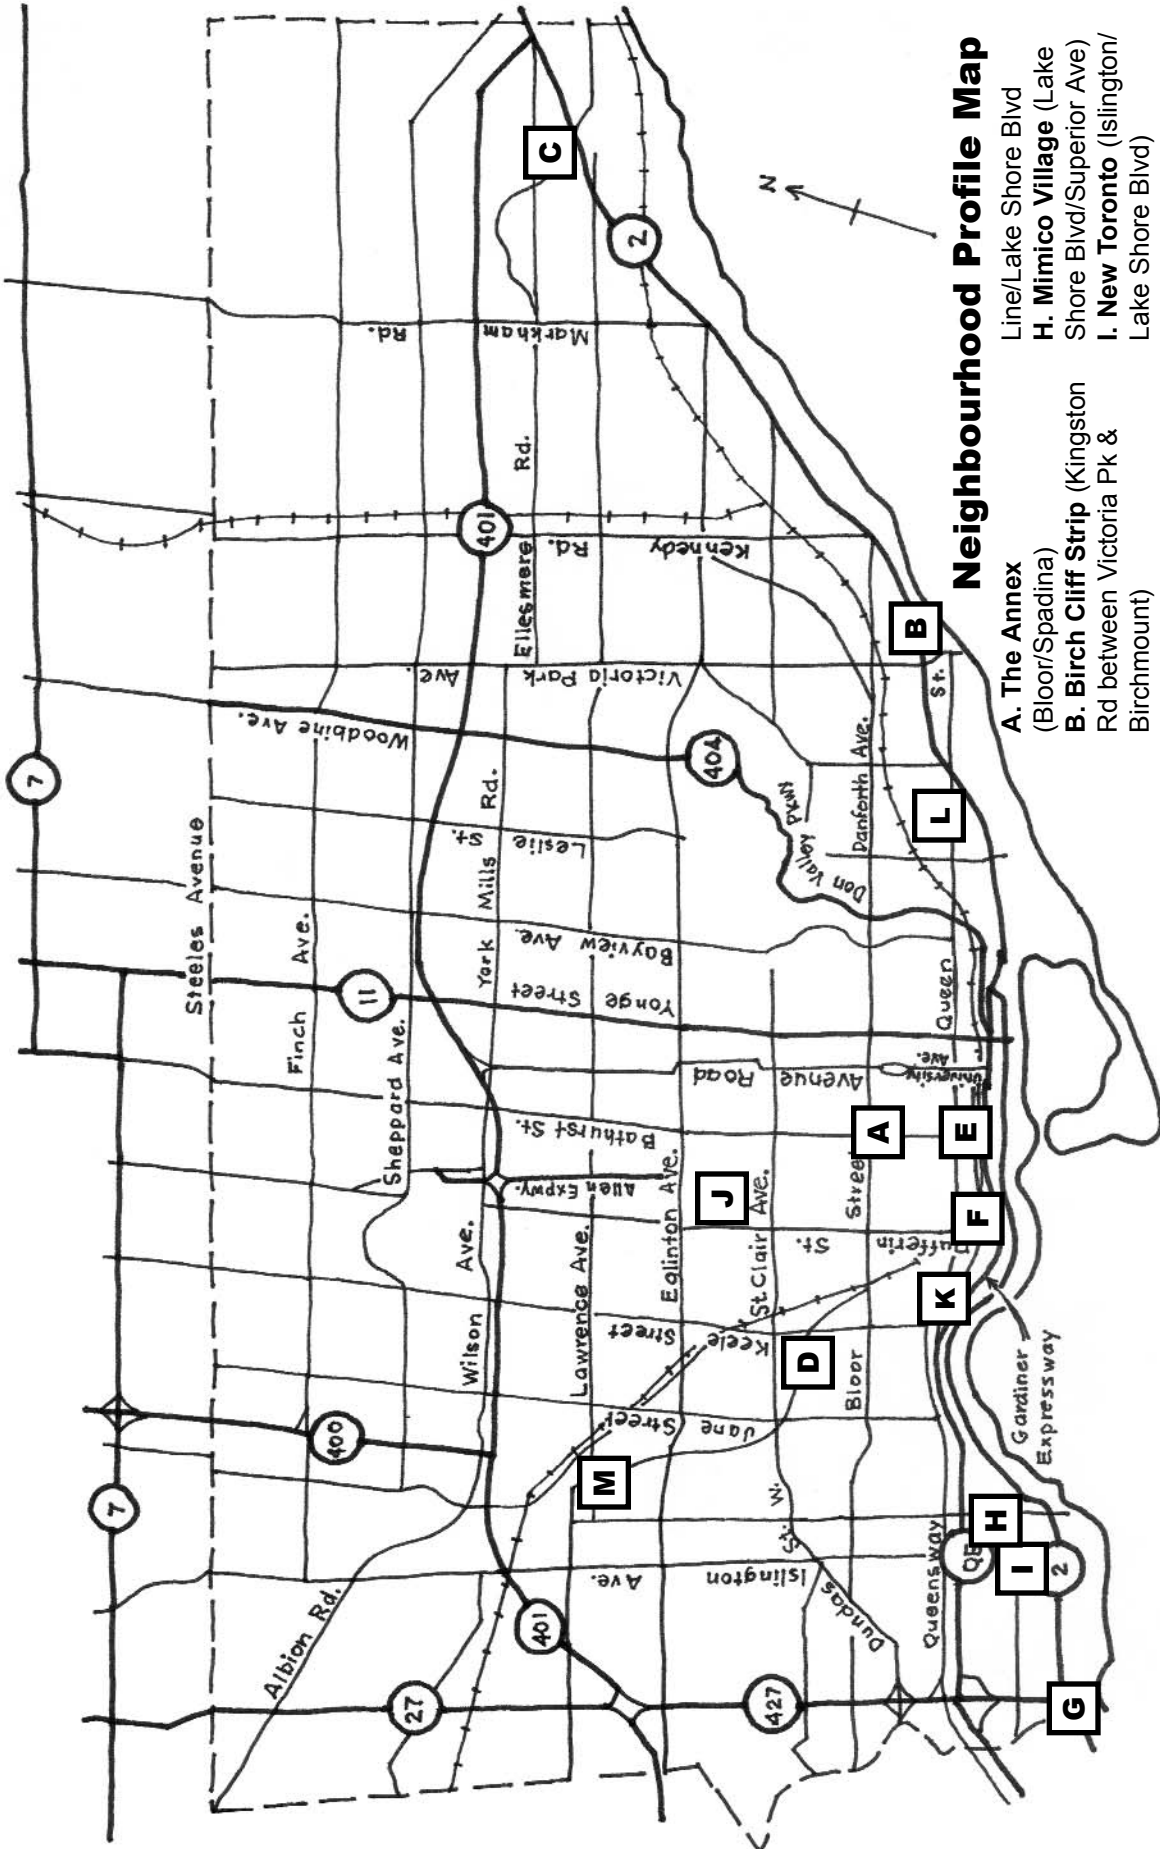 Neighbourhood Profile Map
A. The Annex
(Bloor/Spadina)
B. Birch Cliff Strip (Kingston
Rd between Victoria Pk &
Birchmount)
Line/Lake Shore Blvd
H. Mimico Village (Lake
Shore Blvd/Superior Ave)
I. New Toronto (Islington/
Lake Shore Blvd)
N
7
7
Steeles Avenue
Albion Rd.
400
11
Finch Ave.
Woodbine Ave.
27
Sheppard Ave.
401
401
Wilson Ave.
York Mills Rd.
Ellesmere Rd.
Markham Rd.
C
2
M
Lawrence Ave.
Allen Expwy.
Bathurst St.
Yonge Street
Bayview Ave.
Leslie St.
Victoria Park Ave.
Kennedy Rd.
Islington Ave.
Jane Street
Keele Street
Eglinton Ave.
J
Avenue Road
404
Don Valley Pkwy
427
Dundas St. W.
D
St Clair Ave.
Dufferin St.
Bloor Street
A
Danforth Ave.
B
Queensway
K
F
E
University Ave.
Queen St.
L
QE
H
I
2
G
Gardiner
Expressway